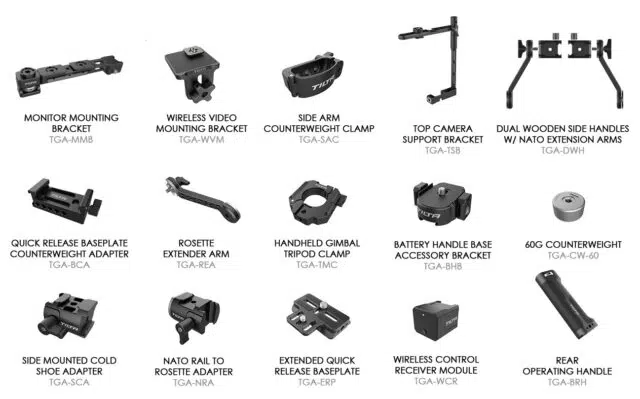 MONITOR MOUNTING
BRACKET
TGA-MMB
WIRELESS VIDEO
MOUNTING BRACKET
TGA-WVM
TILTA
SIDE ARM
COUNTERWEIGHT CLAMP
TGA-SAC
TOP CAMERA
SUPPORT BRACKET
TGA-TSB
DUAL WOODEN SIDE HANDLES
W/ NATO EXTENSION ARMS
TGA-DWH
QUICK RELEASE BASEPLATE
COUNTERWEIGHT ADAPTER
TGA-BCA
ROSETTE
EXTENDER ARM
TGA-REA
HANDHELD GIMBAL
TRIPOD CLAMP
TGA-TMC
TILTA
BATTERY HANDLE BASE
ACCESSORY BRACKET
TGA-BHB
60G COUNTERWEIGHT
TGA-CW-60
TILTA
SIDE MOUNTED COLD
SHOE ADAPTER
TGA-SCA
TILTA
NATO RAIL TO
ROSETTE ADAPTER
TGA-NRA
EXTENDED QUICK
RELEASE BASEPLATE
TGA-ERP
WIRELESS CONTROL
RECEIVER MODULE
TGA-WCR
REAR
OPERATING HANDLE
TGA-BRH